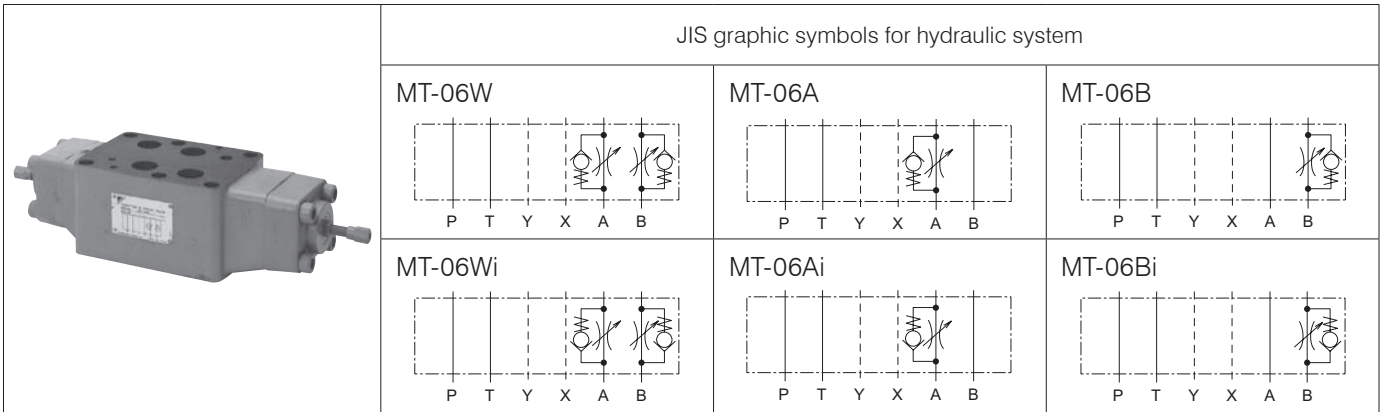 JIS graphic symbols for hydraulic system
MT-06W
P T Y X A B
MT-06A
P T Y X A B
MT-06B
P T Y X A B
MT-06Wi
P T Y X A B
MT-06Ai
P T Y X A B
MT-06Bi
P T Y X A B